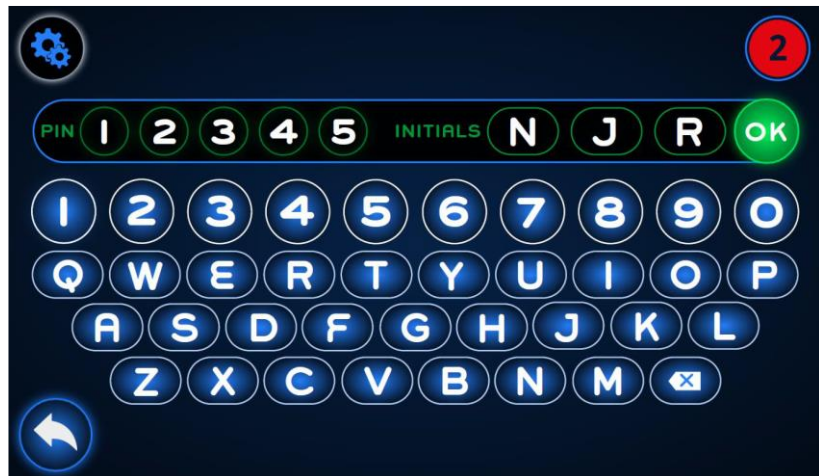 2
PIN 1 2 3 4 5 INITIALS N J R OK
1 2 3 4 5 6 7 8 9 0
Q W E R T Y U I O P
A S D F G H J K L
Z X C V B N M